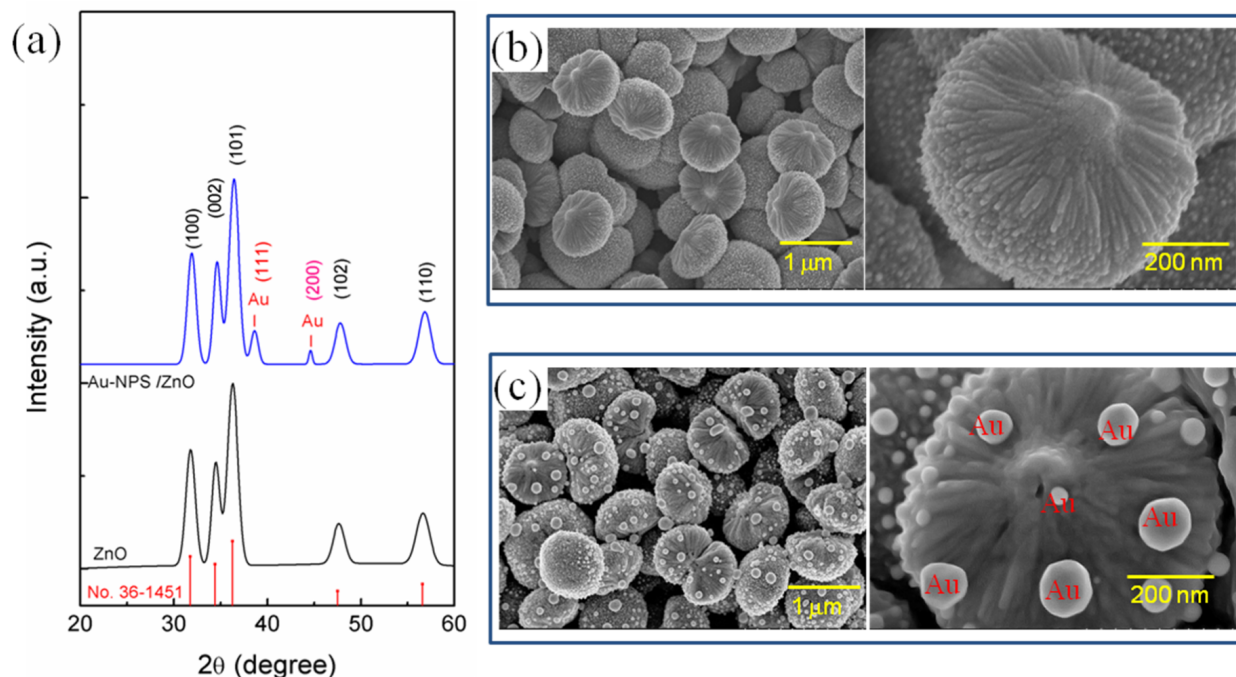 (a)
Intensity (a.u.)
(100)
(002)
(101)
(111)
Au
(200)
Au
(102)
(110)
Au-NPS /ZnO
ZnO
No. 36-1451
20 30 40 50 60
2θ (degree)
(b)
1 μm
200 nm
(c)
1 μm
Au
Au
Au
Au
Au
Au
200 nm